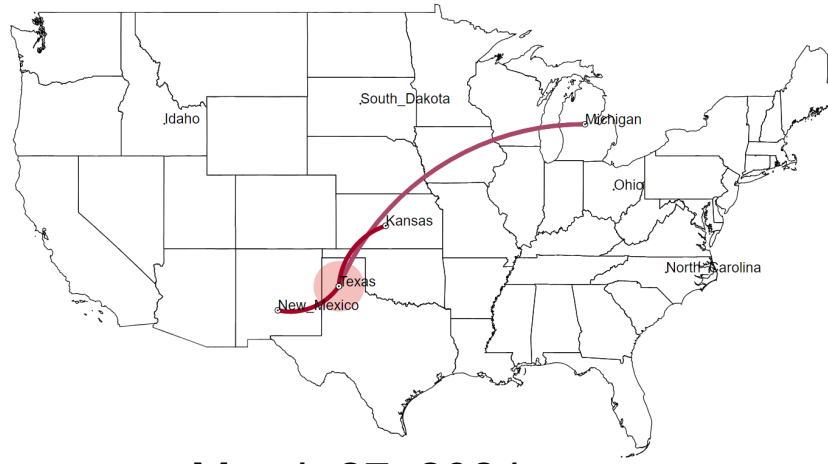 South_Dakota
Idaho
Michigan
Ohio
Kansas
North_Carolina
Texas
New_Mexico